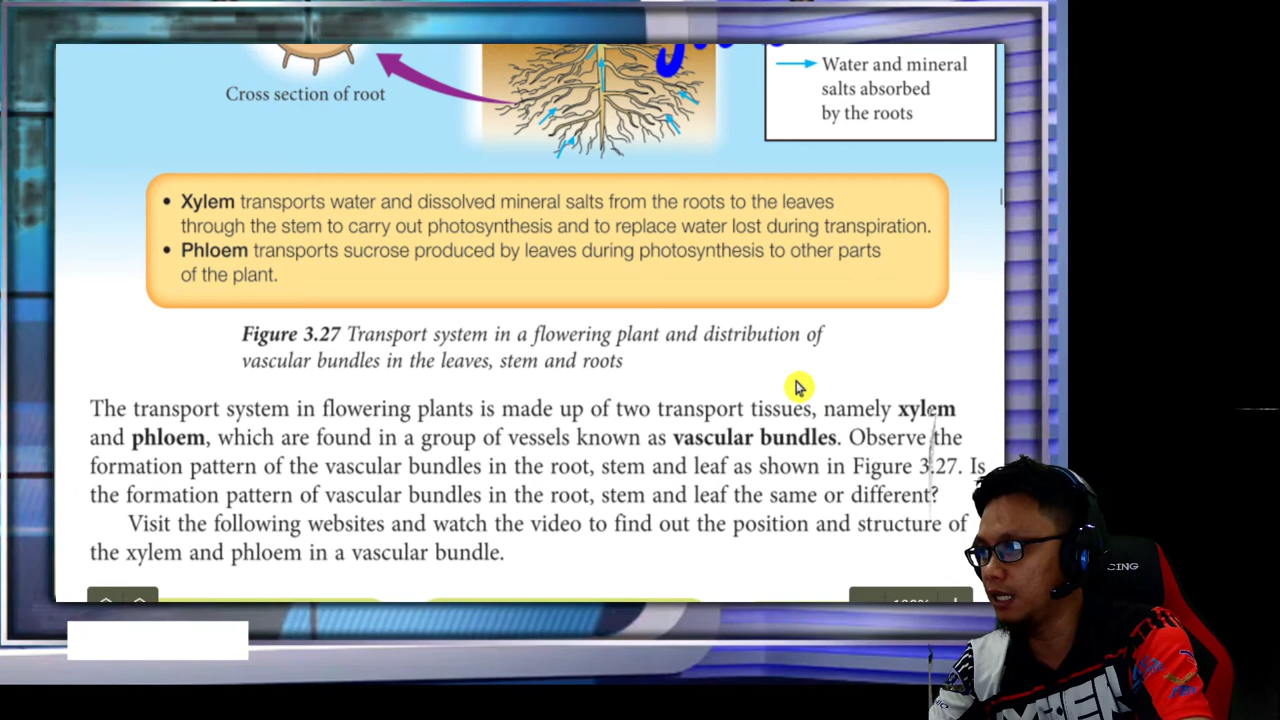 Cross section of root
Water and mineral
salts absorbed
by the roots
• Xylem transports water and dissolved mineral salts from the roots to the leaves
through the stem to carry out photosynthesis and to replace water lost during transpiration.
• Phloem transports sucrose produced by leaves during photosynthesis to other parts
of the plant.
Figure 3.27 Transport system in a flowering plant and distribution of
vascular bundles in the leaves, stem and roots
The transport system in flowering plants is made up of two transport tissues, namely xylem
and phloem, which are found in a group of vessels known as vascular bundles. Observe the
formation pattern of the vascular bundles in the root, stem and leaf as shown in Figure 3.27. Is
the formation pattern of vascular bundles in the root, stem and leaf the same or different?
Visit the following websites and watch the video to find out the position and structure of
the xylem and phloem in a vascular bundle.
CING